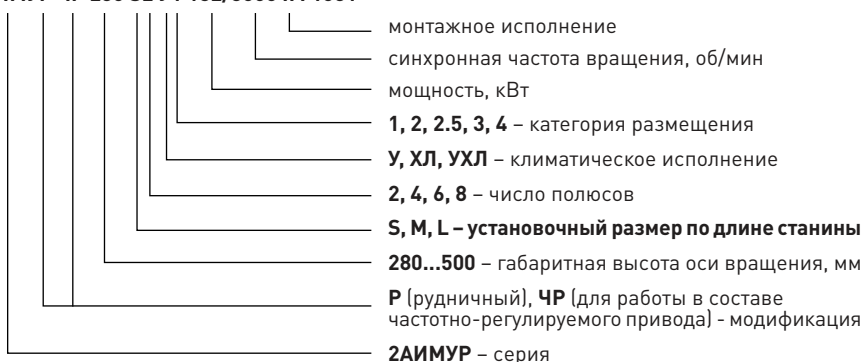 монтажное исполнение
синхронная частота вращения, об/мин
мощность, кВт
1, 2, 2.5, 3, 4 – категория размещения
У, ХЛ, УХЛ – климатическое исполнение
2, 4, 6, 8 – число полюсов
S, M, L – установочный размер по длине станины
280...500 – габаритная высота оси вращения, мм
Р (рудничный), ЧР (для работы в составе
частотно-регулируемого привода) - модификация
2АИМУР – серия